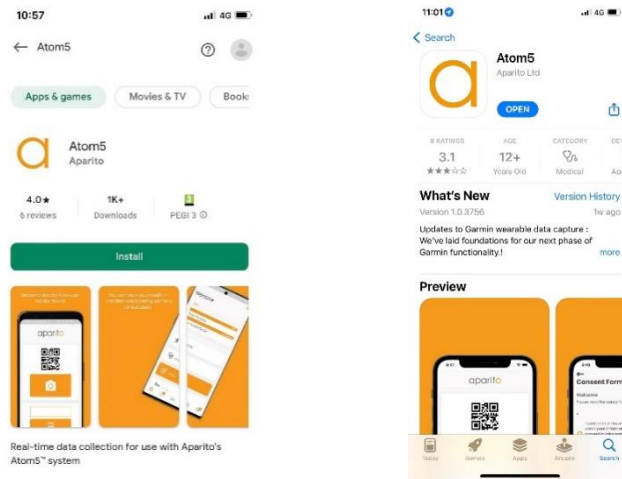 10:57
4G
Atom5
Apps & games
Movies & TV
Books
Atom5
Aparito
4.0★
1K+
3
6 reviews
Downloads
PEGI 3
Install
aparito
Real-time data collection for use with Aparito's
Atom5™ system
11:01
4G
Search
Atom5
Aparito Ltd
OPEN
8 RATINGS
AGE
CATEGORY
3.1
12+
Years Old
Medical
What's New
Version History
Version 1.0.3756
1w ago
Updates to Garmin wearable data capture :
We've laid foundations for our next phase of
Garmin functionality.!
more
Preview
aparito
Consent Form
Welcome
Today
Games
Apps
Arcade
Search